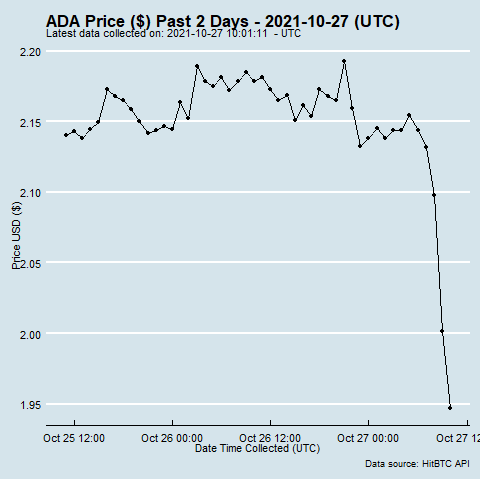 ADA Price ($) Past 2 Days - 2021-10-27 (UTC)
Latest data collected on: 2021-10-27 10:01:11 - UTC
2.20
2.15
2.10
2.05
2.00
1.95
Price USD ($)
Oct 25 12:00 Oct 26 00:00 Oct 26 12:00 Oct 27 00:00 Oct 27 12
Date Time Collected (UTC)
Data source: HitBTC API